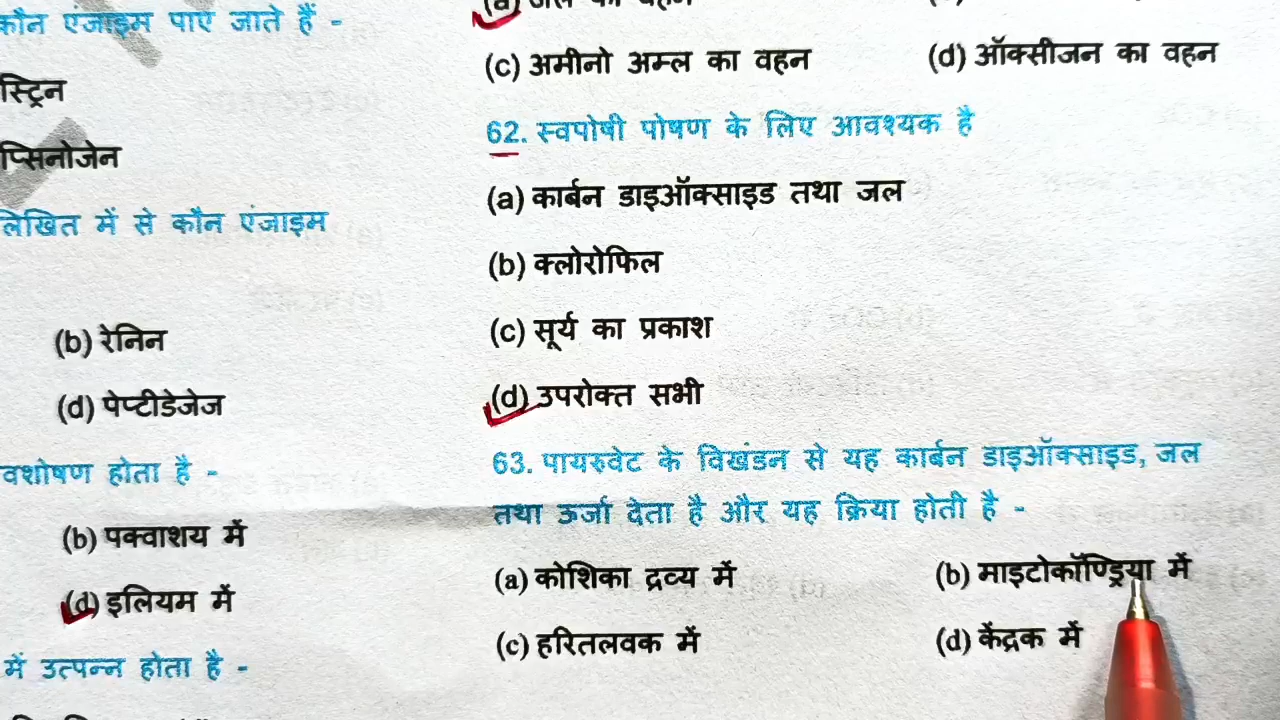 कौन एंजाइम पाए जाते हैं -
स्ट्रिन
प्सिनोजेन
लिखित में से कौन एंजाइम
(b) रेनिन
(d) पेप्टीडेजेज
वशोषण होता है -
(b) पक्वाशय में
(d) इलियम में
में उत्पन्न होता है -
(c) अमीनो अम्ल का वहन
(d) ऑक्सीजन का वहन
62. स्वपोषी पोषण के लिए आवश्यक है
(a) कार्बन डाइऑक्साइड तथा जल
(b) क्लोरोफिल
(c) सूर्य का प्रकाश
(d) उपरोक्त सभी
63. पायरुवेट के विखंडन से यह कार्बन डाइऑक्साइड, जल
तथा ऊर्जा देता है और यह क्रिया होती है -
(a) कोशिका द्रव्य में
(b) माइटोकॉण्ड्रिया में
(c) हरितलवक में
(d) केंद्रक में